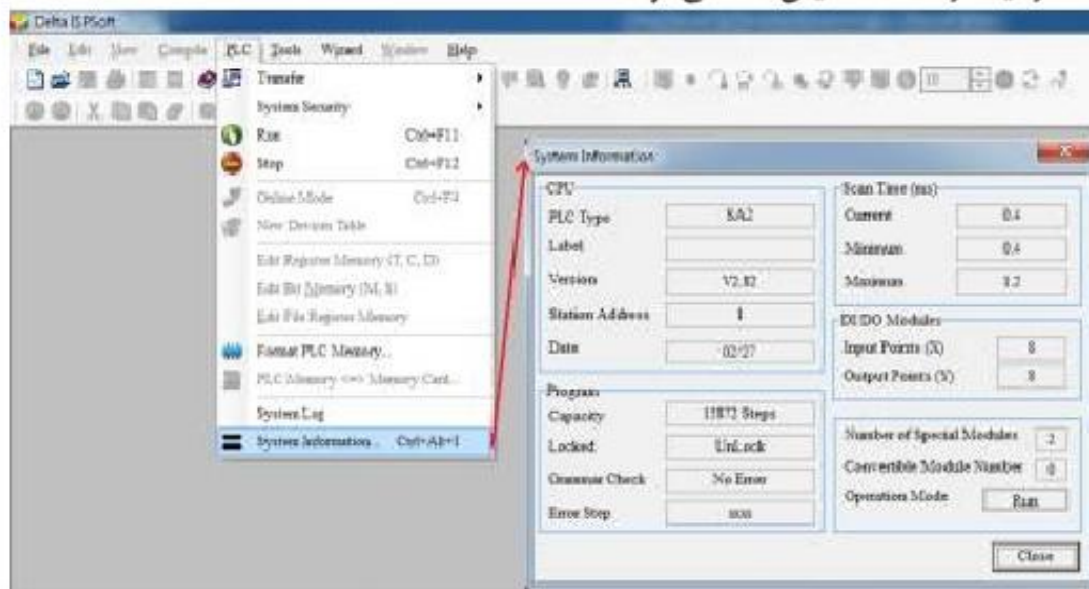 Delta ISPSoft
File Edit View Compile PLC Tools Wizard Window Help
Transfer
System Security
Run Ctrl+F11
Stop Ctrl+F12
Online Mode Ctrl+F4
New Devices Table
Edit Register Memory (T, C, D)
Edit Bit Memory (M, S)
Edit File Register Memory
Format PLC Memory...
PLC Memory <=> Memory Card...
System Log
System Information... Ctrl+Alt+I
System Information
CPU
PLC Type SA2
Label
Version V2.82
Station Address 1
Date 02/27
Program
Capacity 15872 Steps
Locked UnLock
Grammar Check No Error
Error Step
Scan Time (ms)
Current 0.4
Minimum 0.4
Maximum
DI/DO Modules
Input Points (X) 8
Output Points (Y) 8
Number of Special Modules 2
Convertible Module Number 0
Operation Mode Run
Close